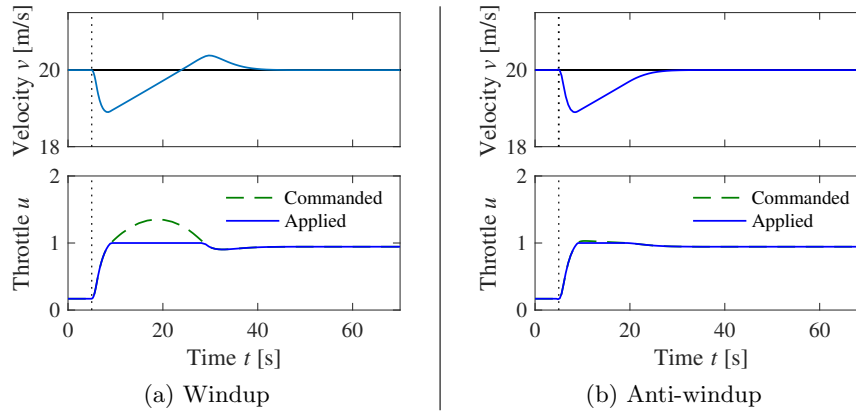 Velocity v [m/s]
20
18
Throttle u
2
1
0
Commanded
Applied
0 20 40 60
Time t [s]
(a) Windup
Velocity v [m/s]
20
18
Throttle u
2
1
0
Commanded
Applied
0 20 40 60
Time t [s]
(b) Anti-windup